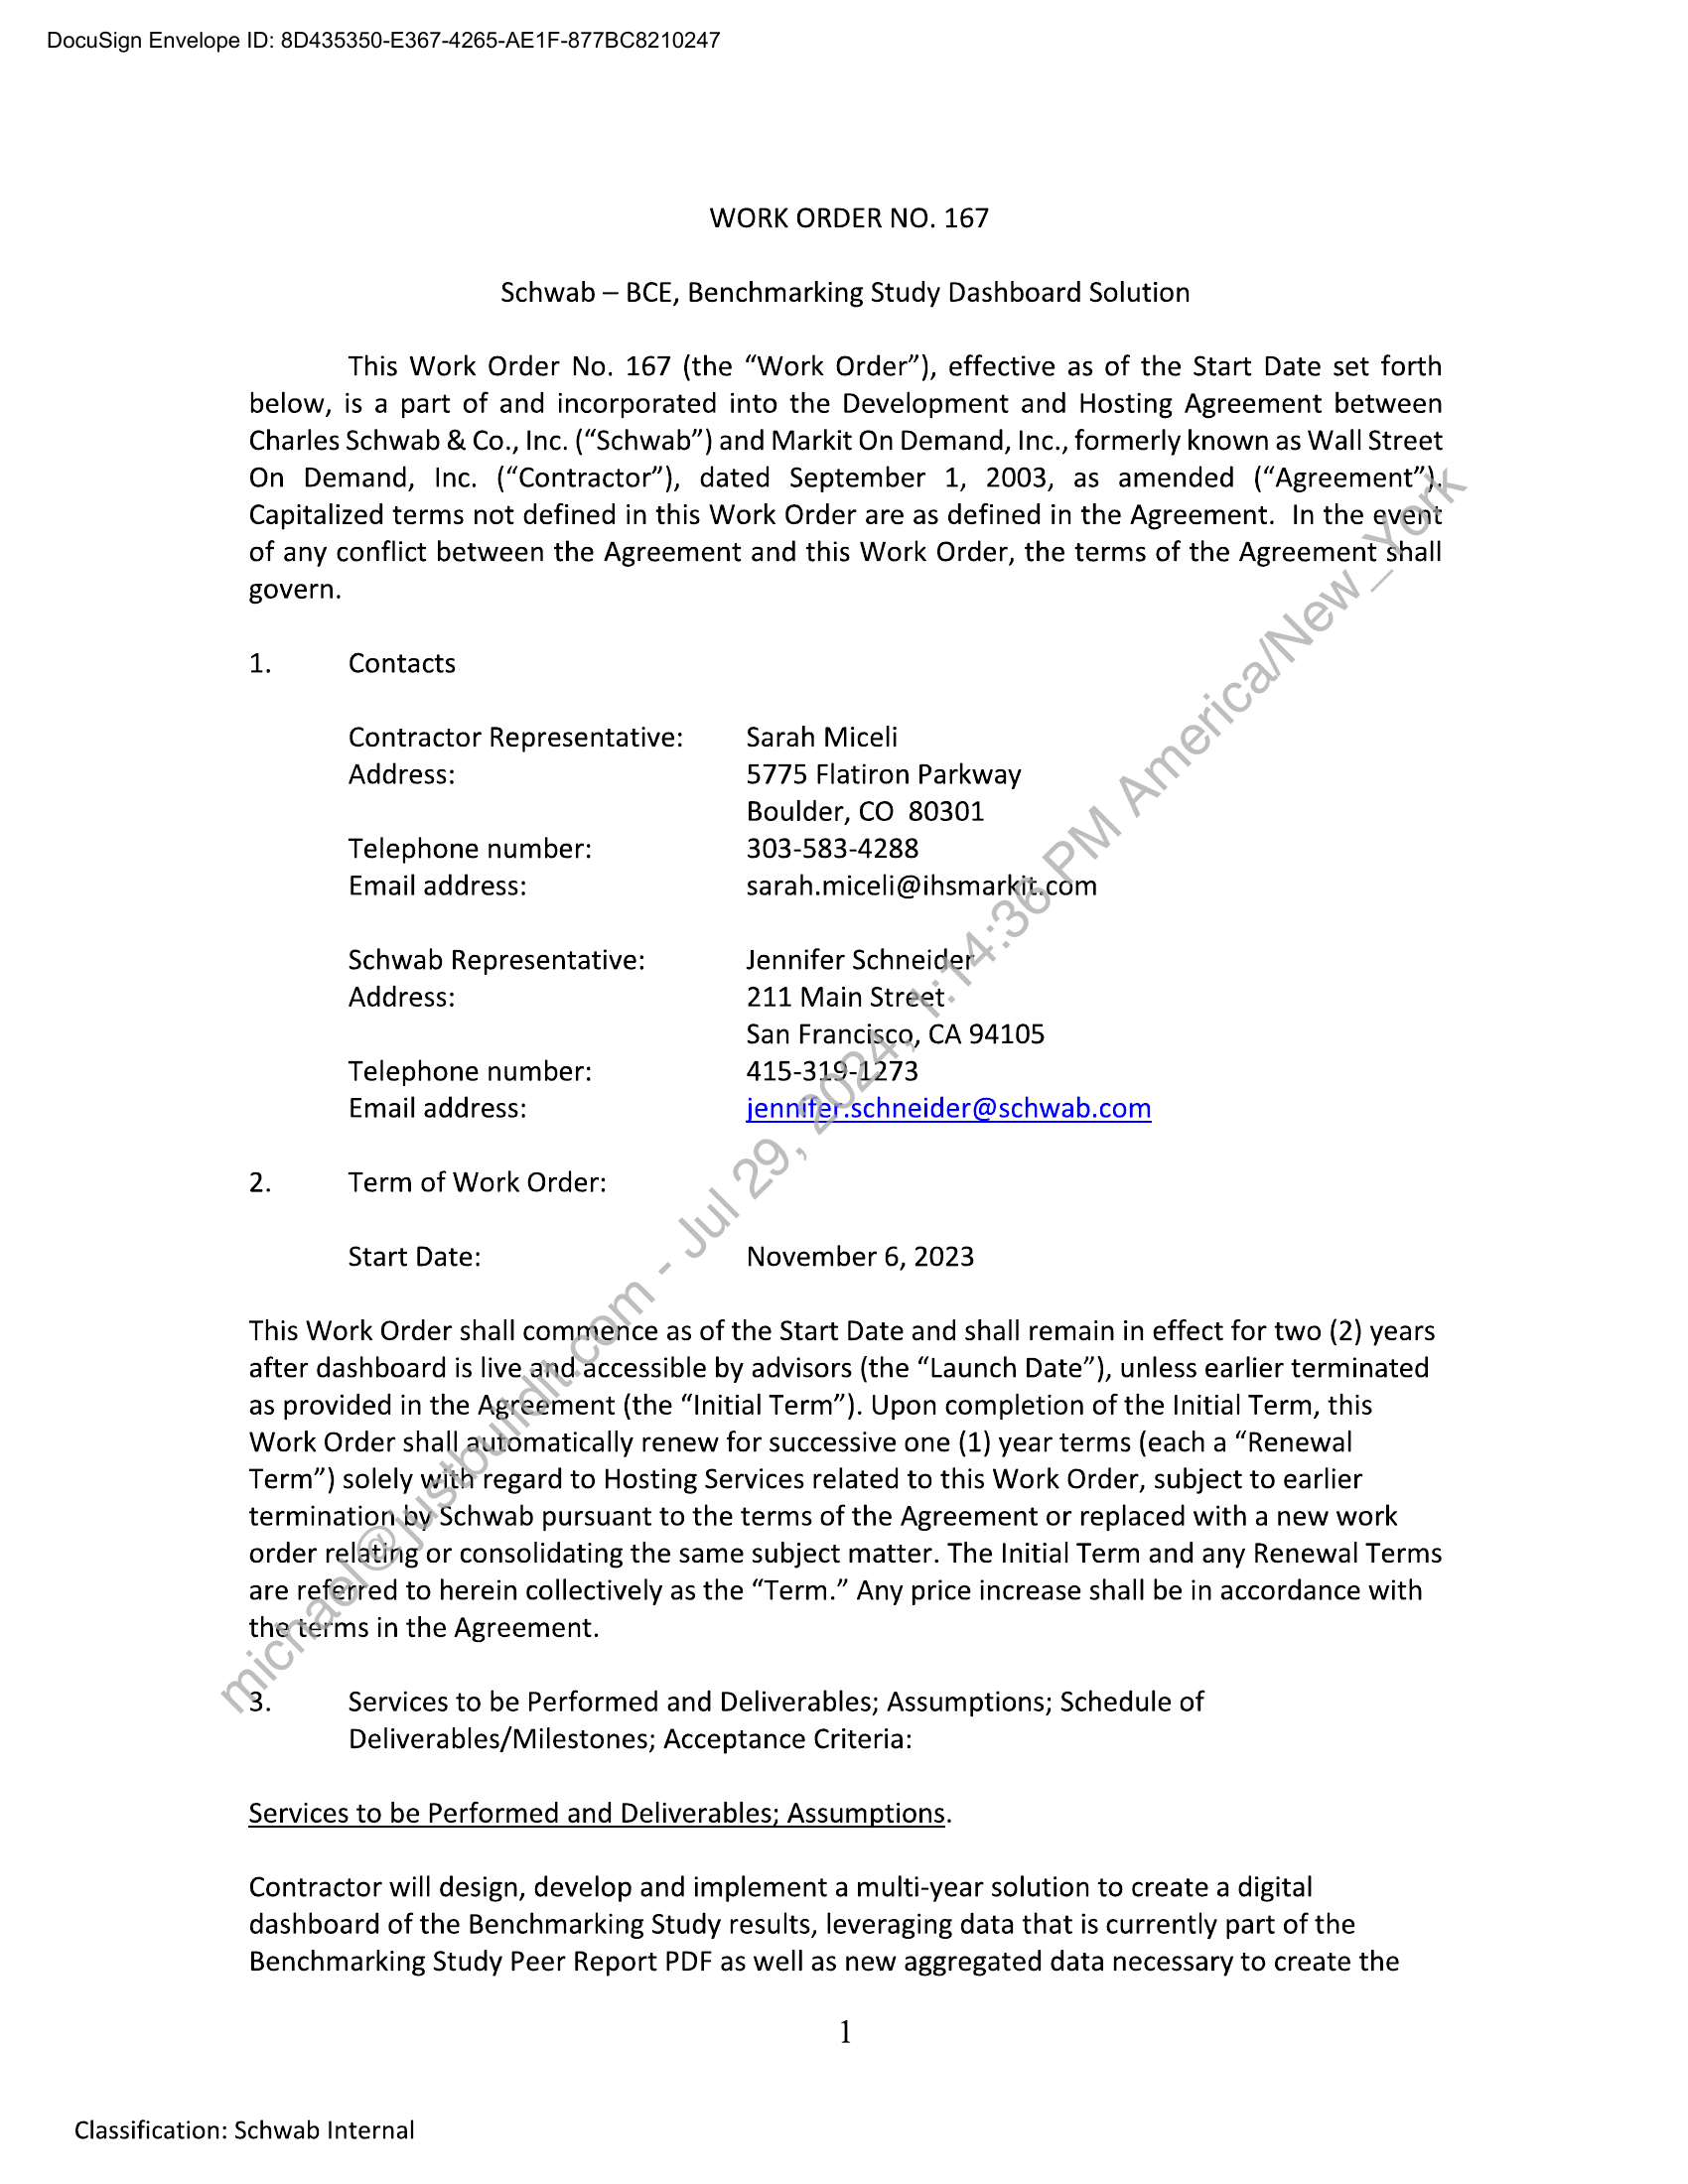 DocuSign Envelope ID: 8D435350-E367-4265-AE1F-877BC8210247
WORK ORDER NO. 167
Schwab – BCE, Benchmarking Study Dashboard Solution
This Work Order No. 167 (the “Work Order”), effective as of the Start Date set forth
below, is a part of and incorporated into the Development and Hosting Agreement between
Charles Schwab & Co., Inc. (“Schwab”) and Markit On Demand, Inc., formerly known as Wall Street
On Demand, Inc. (“Contractor”), dated September 1, 2003, as amended (“Agreement”).
Capitalized terms not defined in this Work Order are as defined in the Agreement.  In the event
of any conflict between the Agreement and this Work Order, the terms of the Agreement shall
govern.
1. Contacts
Contractor Representative: Sarah Miceli
Address: 5775 Flatiron Parkway
Boulder, CO  80301
Telephone number: 303-583-4288
Email address: sarah.miceli@ihsmarkit.com
Schwab Representative: Jennifer Schneider
Address: 211 Main Street
San Francisco, CA 94105
Telephone number: 415-319-1273
Email address: jennifer.schneider@schwab.com
2. Term of Work Order:
Start Date: November 6, 2023
This Work Order shall commence as of the Start Date and shall remain in effect for two (2) years
after dashboard is live and accessible by advisors (the “Launch Date”), unless earlier terminated
as provided in the Agreement (the “Initial Term”). Upon completion of the Initial Term, this
Work Order shall automatically renew for successive one (1) year terms (each a “Renewal
Term”) solely with regard to Hosting Services related to this Work Order, subject to earlier
termination by Schwab pursuant to the terms of the Agreement or replaced with a new work
order relating or consolidating the same subject matter. The Initial Term and any Renewal Terms
are referred to herein collectively as the “Term.” Any price increase shall be in accordance with
the terms in the Agreement.
3. Services to be Performed and Deliverables; Assumptions; Schedule of
Deliverables/Milestones; Acceptance Criteria:
Services to be Performed and Deliverables; Assumptions.
Contractor will design, develop and implement a multi-year solution to create a digital
dashboard of the Benchmarking Study results, leveraging data that is currently part of the
Benchmarking Study Peer Report PDF as well as new aggregated data necessary to create the
1
Classification: Schwab Internal
michael@justbuildit.com - Jul 29, 2024, 1:14:36 PM America/New_York